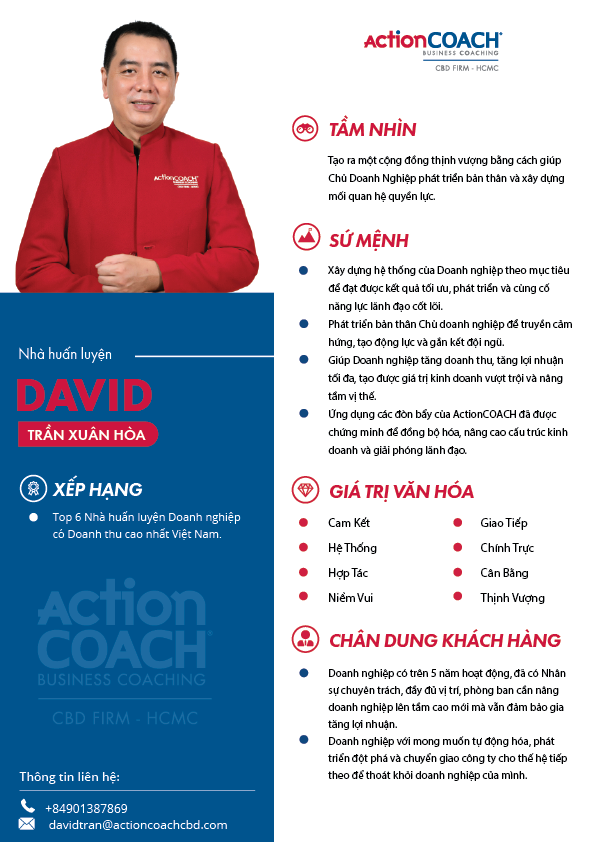 ActionCOACH
BUSINESS COACHING
CBD FIRM - HCMC
ActionCOACH
Nhà huấn luyện
DAVID
TRẦN XUÂN HÒA
XẾP HẠNG
Top 6 Nhà huấn luyện Doanh nghiệp
có Doanh thu cao nhất Việt Nam.
Action
COACH
BUSINESS COACHING
CBD FIRM - HCMC
Thông tin liên hệ:
+84901387869
davidtran@actioncoachcbd.com
TẦM NHÌN
Tạo ra một cộng đồng thịnh vượng bằng cách giúp
Chủ Doanh Nghiệp phát triển bản thân và xây dựng
mối quan hệ quyền lực.
SỨ MỆNH
Xây dựng hệ thống của Doanh nghiệp theo mục tiêu
để đạt được kết quả tối ưu, phát triển và củng cố
năng lực lãnh đạo cốt lõi.
Phát triển bản thân Chủ doanh nghiệp để truyền cảm
hứng, tạo động lực và gắn kết đội ngũ.
Giúp Doanh nghiệp tăng doanh thu, tăng lợi nhuận
tối đa, tạo được giá trị kinh doanh vượt trội và nâng
tầm vị thế.
Ứng dụng các đòn bẩy của ActionCOACH đã được
chứng minh để đồng bộ hóa, nâng cao cấu trúc kinh
doanh và giải phóng lãnh đạo.
GIÁ TRỊ VĂN HÓA
Cam Kết
Giao Tiếp
Hệ Thống
Chính Trực
Hợp Tác
Cân Bằng
Niềm Vui
Thịnh Vượng
CHÂN DUNG KHÁCH HÀNG
Doanh nghiệp có trên 5 năm hoạt động, đã có Nhân
sự chuyên trách, đầy đủ vị trí, phòng ban cần nâng
doanh nghiệp lên tầm cao mới mà vẫn đảm bảo gia
tăng lợi nhuận.
Doanh nghiệp với mong muốn tự động hóa, phát
triển đột phá và chuyển giao công ty cho thế hệ tiếp
theo để thoát khỏi doanh nghiệp của mình.